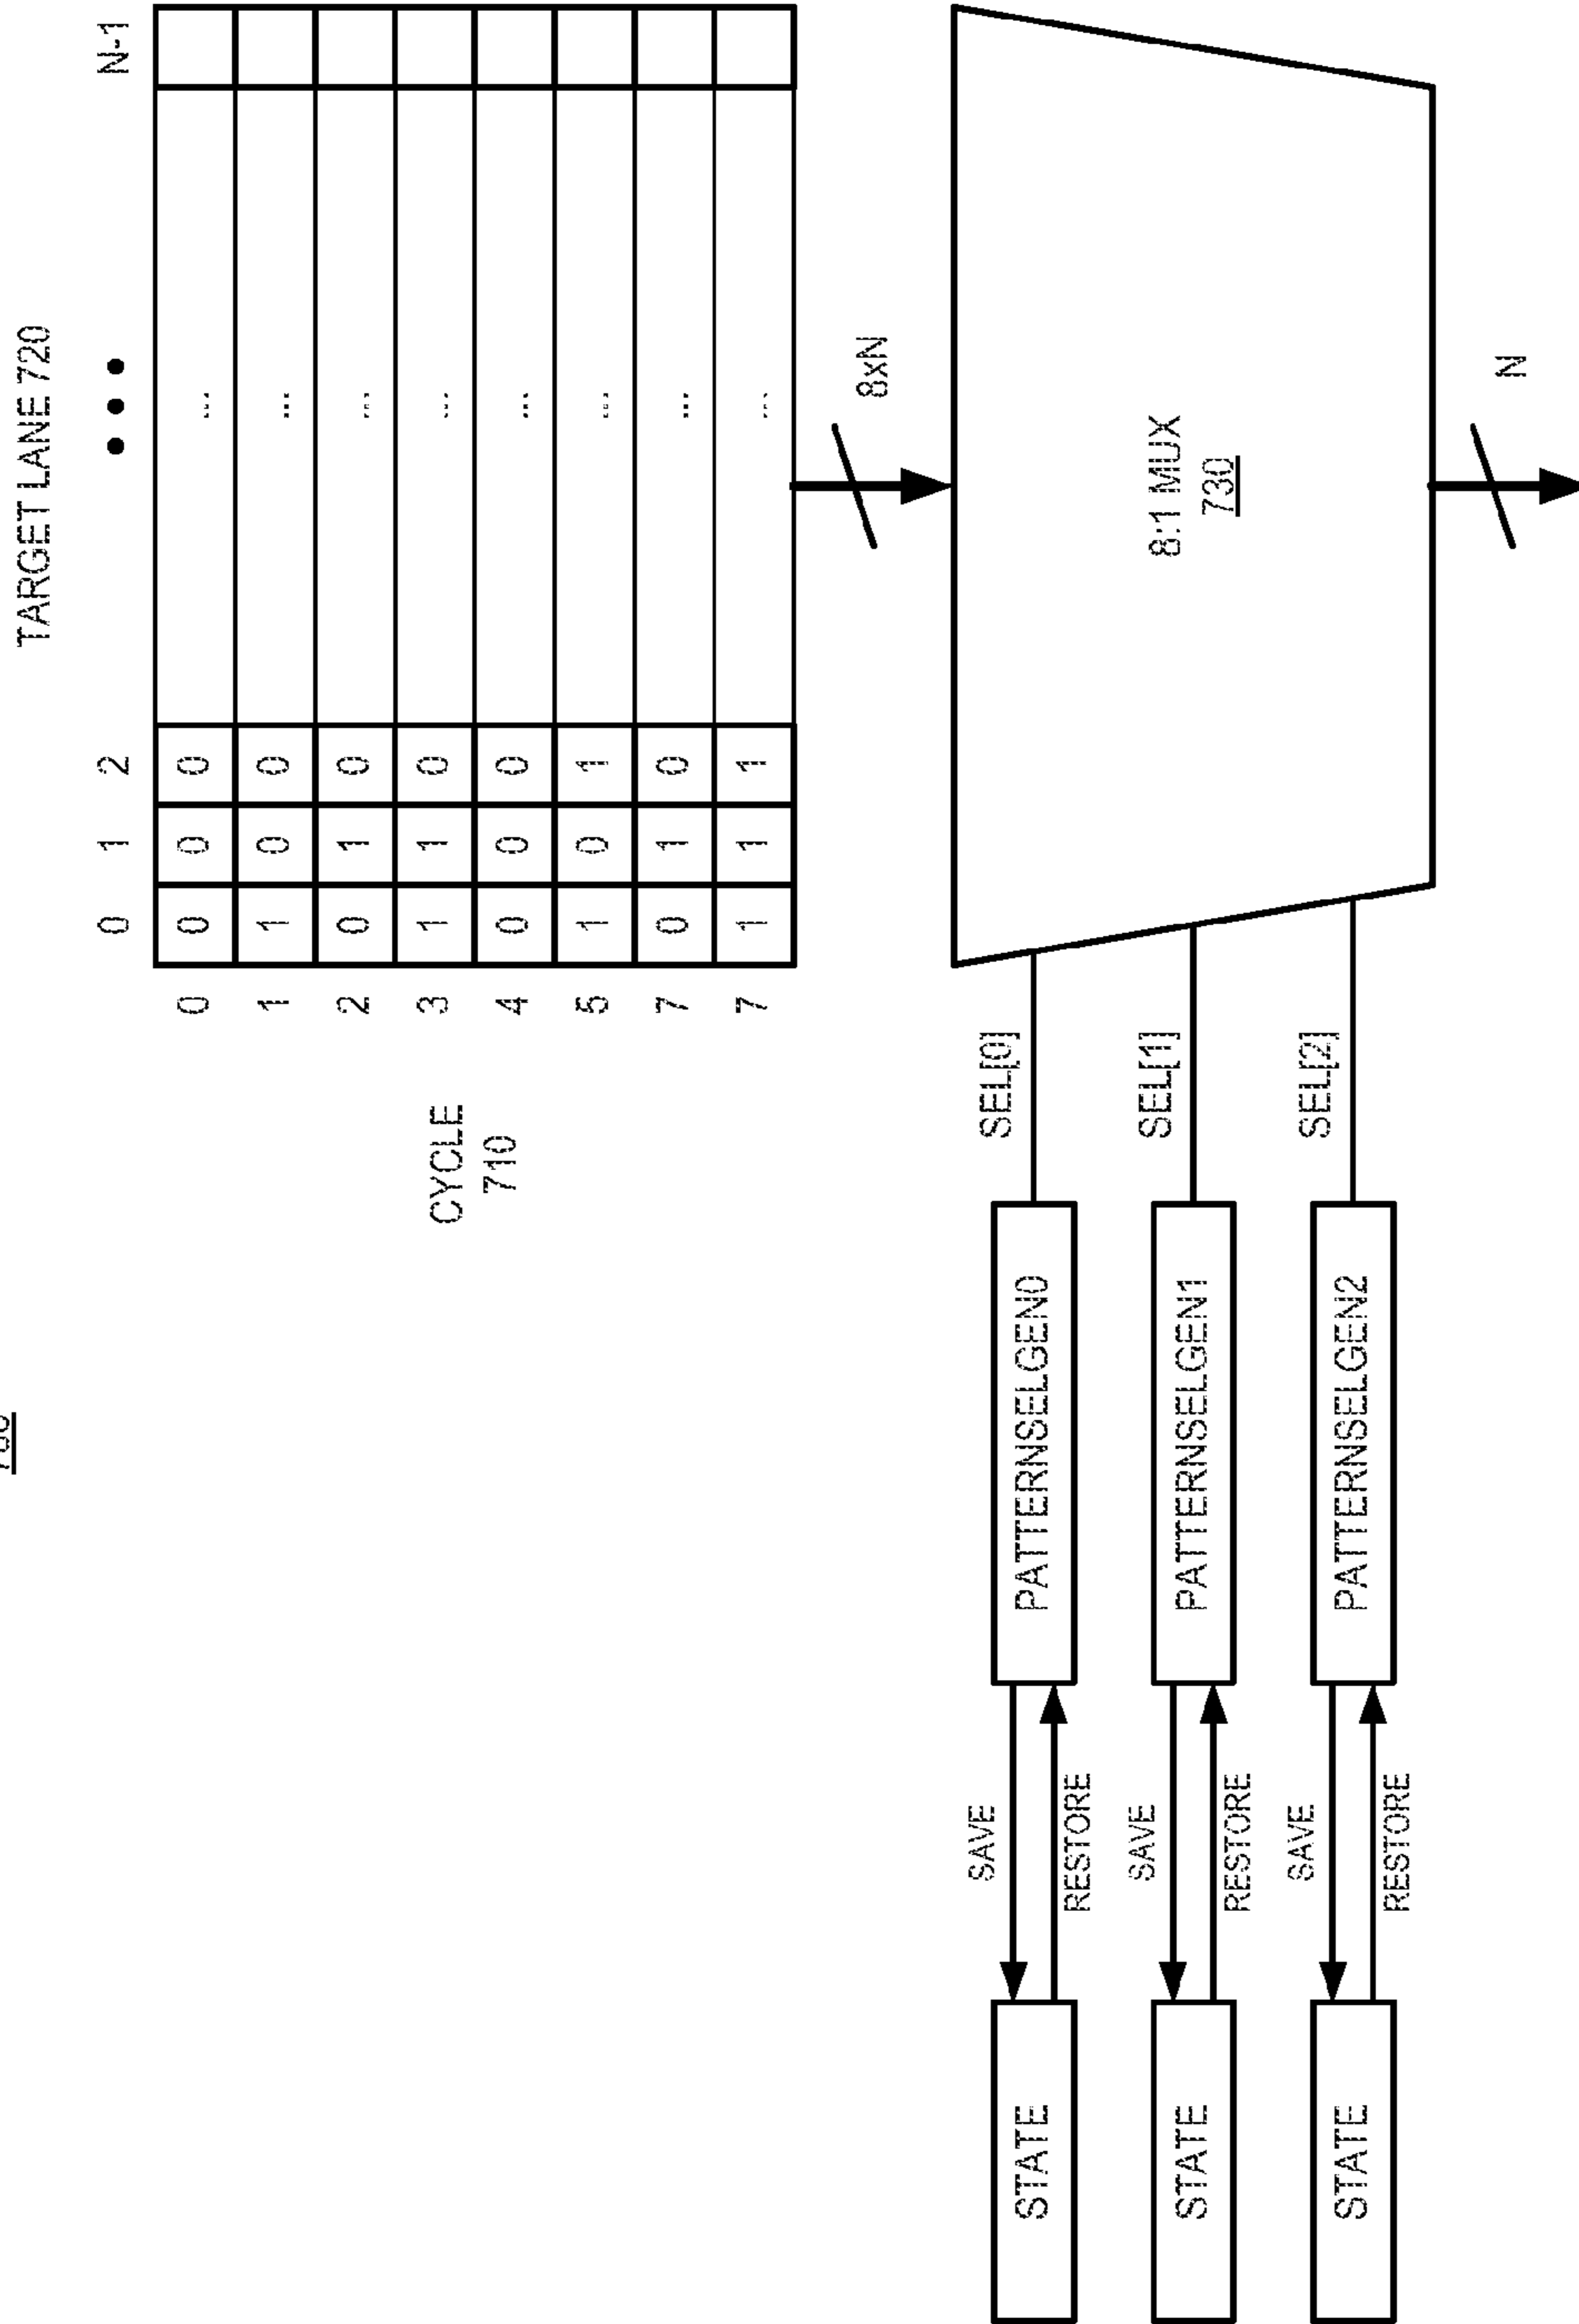 TARGET LANE 720
0 1 2 ••• N-1
0 0 0 0 ...
1 1 0 0 ...
2 0 1 0 ...
3 1 1 0 ...
4 0 0 0 ...
5 1 0 1 ...
7 0 1 0 ...
7 1 1 1 ...
CYCLE
710
8xN
STATE
SAVE
RESTORE
PATTERNSELGEN0
SEL[0]
STATE
SAVE
RESTORE
PATTERNSELGEN1
SEL[1]
STATE
SAVE
RESTORE
PATTERNSELGEN2
SEL[2]
8:1 MUX
730
N